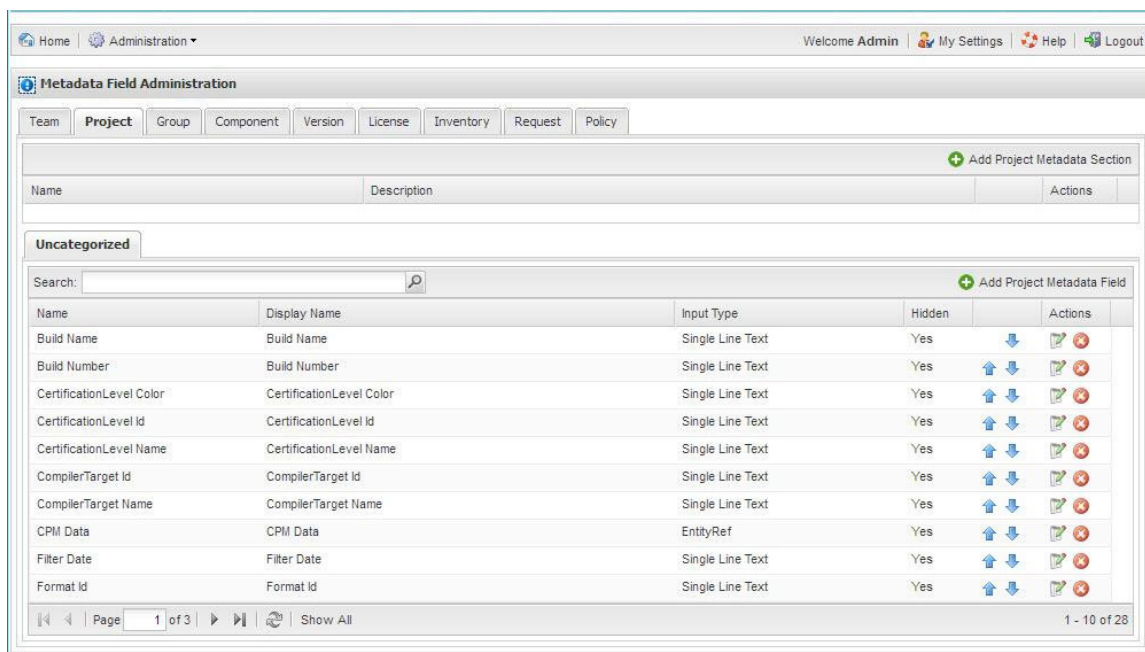 Home Administration Welcome Admin My Settings Help Logout
Metadata Field Administration
Team Project Group Component Version License Inventory Request Policy
Add Project Metadata Section
Name Description Actions
Uncategorized
Search: Add Project Metadata Field
Name Display Name Input Type Hidden Actions
Build Name Build Name Single Line Text Yes
Build Number Build Number Single Line Text Yes
CertificationLevel Color CertificationLevel Color Single Line Text Yes
CertificationLevel Id CertificationLevel Id Single Line Text Yes
CertificationLevel Name CertificationLevel Name Single Line Text Yes
CompilerTarget Id CompilerTarget Id Single Line Text Yes
CompilerTarget Name CompilerTarget Name Single Line Text Yes
CPM Data CPM Data EntityRef Yes
Filter Date Filter Date Single Line Text Yes
Format Id Format Id Single Line Text Yes
Page 1 of 3 Show All 1 - 10 of 28